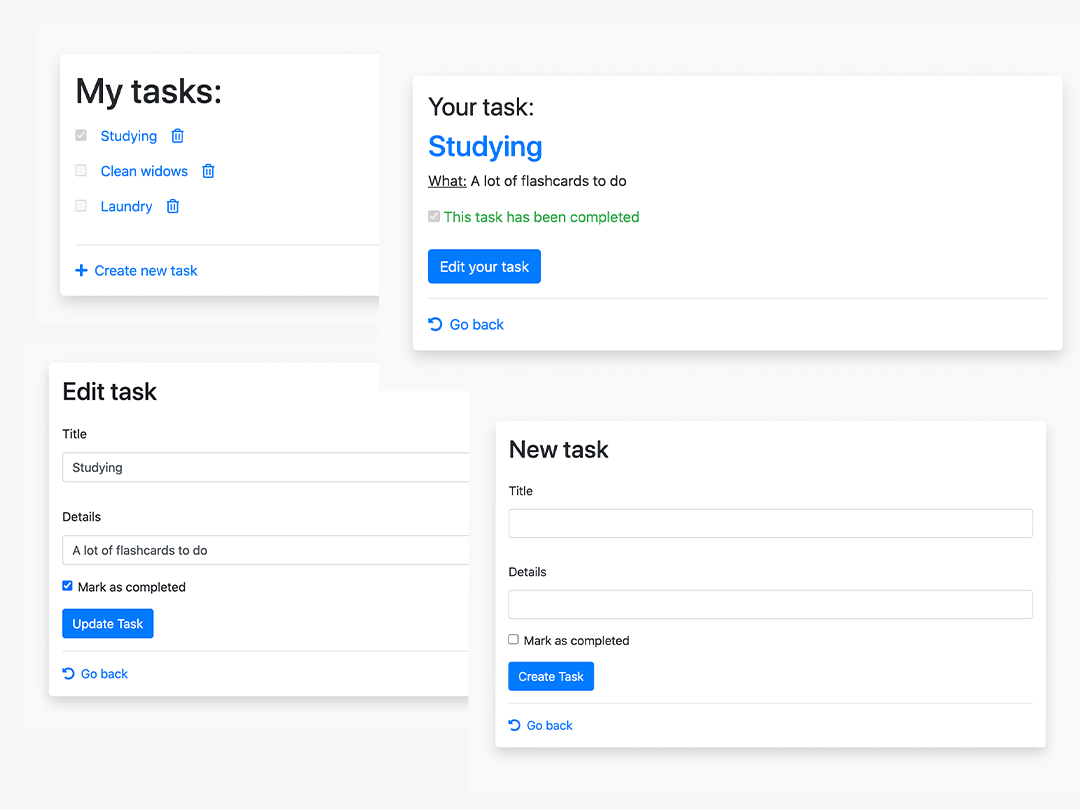 My tasks:
Studying
Clean widows
Laundry
Create new task
Your task:
Studying
What: A lot of flashcards to do
This task has been completed
Edit your task
Go back
Edit task
Title
Studying
Details
A lot of flashcards to do
Mark as completed
Update Task
Go back
New task
Title
Details
Mark as completed
Create Task
Go back